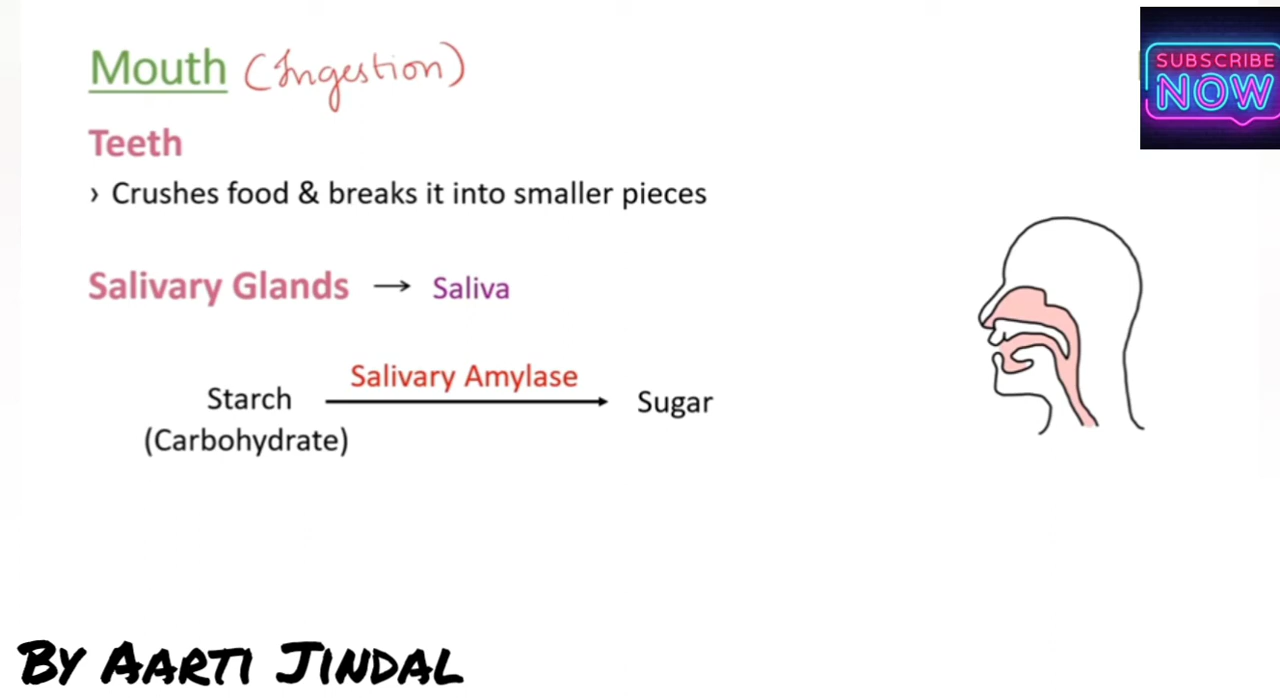 Mouth (Ingestion)
SUBSCRIBE
NOW
Teeth
› Crushes food & breaks it into smaller pieces
Salivary Glands → Saliva
Salivary Amylase
Starch → Sugar
(Carbohydrate)
By Aarti Jindal